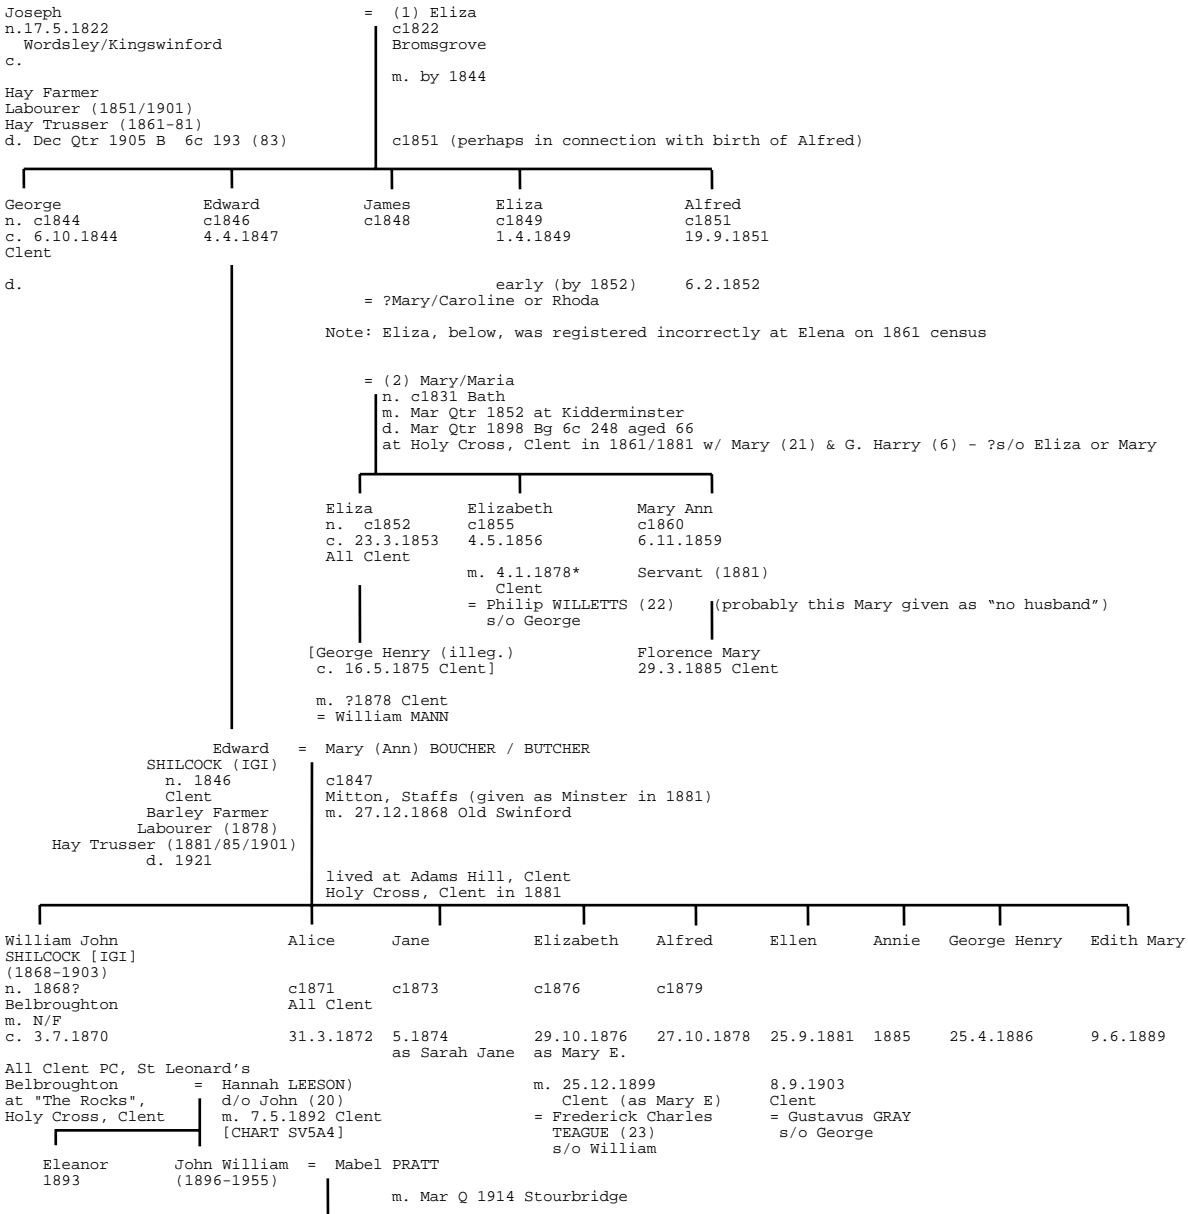 Joseph = (1) Eliza
n.17.5.1822 c1822
Wordsley/Kingswinford Bromsgrove
c.
m. by 1844
Hay Farmer
Labourer (1851/1901)
Hay Trusser (1861-81)
d. Dec Qtr 1905 B 6c 193 (83) c1851 (perhaps in connection with birth of Alfred)
George Edward James Eliza Alfred
n. c1844 c1846 c1848 c1849 c1851
c. 6.10.1844 4.4.1847 1.4.1849 19.9.1851
Clent
d. early (by 1852) 6.2.1852
= ?Mary/Caroline or Rhoda
Note: Eliza, below, was registered incorrectly at Elena on 1861 census
= (2) Mary/Maria
n. c1831 Bath
m. Mar Qtr 1852 at Kidderminster
d. Mar Qtr 1898 Bg 6c 248 aged 66
at Holy Cross, Clent in 1861/1881 w/ Mary (21) & G. Harry (6) - ?s/o Eliza or Mary
Eliza Elizabeth Mary Ann
n. c1852 c1855 c1860
c. 23.3.1853 4.5.1856 6.11.1859
All Clent
m. 4.1.1878* Servant (1881)
Clent
= Philip WILLETTS (22) (probably this Mary given as "no husband")
s/o George
[George Henry (illeg.) Florence Mary
c. 16.5.1875 Clent] 29.3.1885 Clent
m. ?1878 Clent
= William MANN
Edward = Mary (Ann) BOUCHER / BUTCHER
SHILCOCK (IGI)
n. 1846 c1847
Clent Mitton, Staffs (given as Minster in 1881)
Barley Farmer m. 27.12.1868 Old Swinford
Labourer (1878)
Hay Trusser (1881/85/1901)
d. 1921
lived at Adams Hill, Clent
Holy Cross, Clent in 1881
William John Alice Jane Elizabeth Alfred Ellen Annie George Henry Edith Mary
SHILCOCK [IGI]
(1868-1903)
n. 1868? c1871 c1873 c1876 c1879
Belbroughton All Clent
m. N/F
c. 3.7.1870 31.3.1872 5.1874 29.10.1876 27.10.1878 25.9.1881 1885 25.4.1886 9.6.1889
as Sarah Jane as Mary E.
All Clent PC, St Leonard's
Belbroughton = Hannah LEESON) m. 25.12.1899 8.9.1903
at "The Rocks", d/o John (20) Clent (as Mary E) Clent
Holy Cross, Clent m. 7.5.1892 Clent = Frederick Charles = Gustavus GRAY
[CHART SV5A4] TEAGUE (23) s/o George
s/o William
Eleanor John William = Mabel PRATT
1893 (1896-1955)
m. Mar Q 1914 Stourbridge